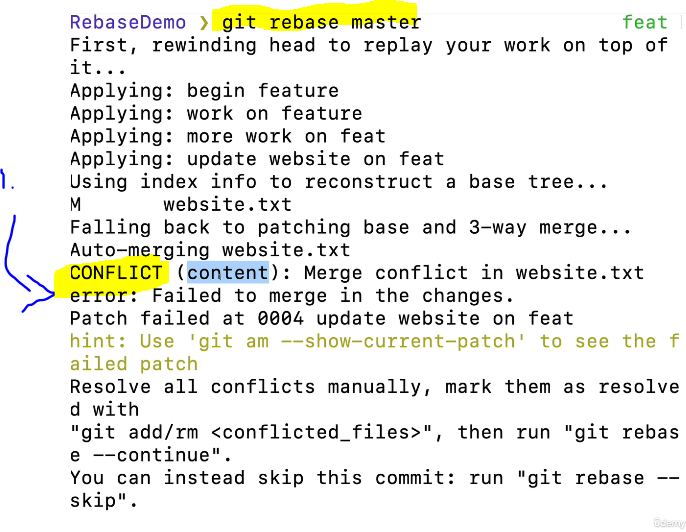 RebaseDemo ❯ git rebase master feat
First, rewinding head to replay your work on top of
it...
Applying: begin feature
Applying: work on feature
Applying: more work on feat
Applying: update website on feat
Using index info to reconstruct a base tree...
M website.txt
Falling back to patching base and 3-way merge...
Auto-merging website.txt
CONFLICT (content): Merge conflict in website.txt
error: Failed to merge in the changes.
Patch failed at 0004 update website on feat
hint: Use 'git am --show-current-patch' to see the f
ailed patch
Resolve all conflicts manually, mark them as resolve
d with
"git add/rm <conflicted_files>", then run "git rebas
e --continue".
You can instead skip this commit: run "git rebase --
skip".
1.
Udemy